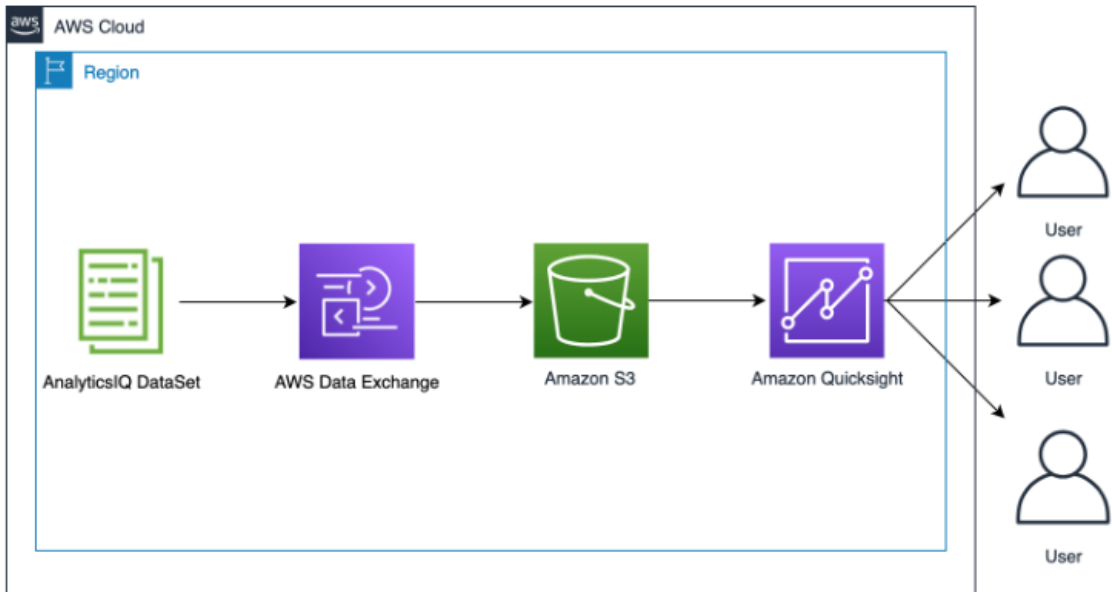 aws
AWS Cloud
Region
User
User
AnalyticsIQ DataSet
AWS Data Exchange
Amazon S3
Amazon Quicksight
User